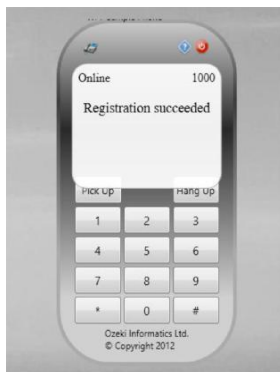 Online 1000
Registration succeeded
Pick Up Hang Up
1 2 3
4 5 6
7 8 9
* 0 #
Ozeki Informatics Ltd.
© Copyright 2012